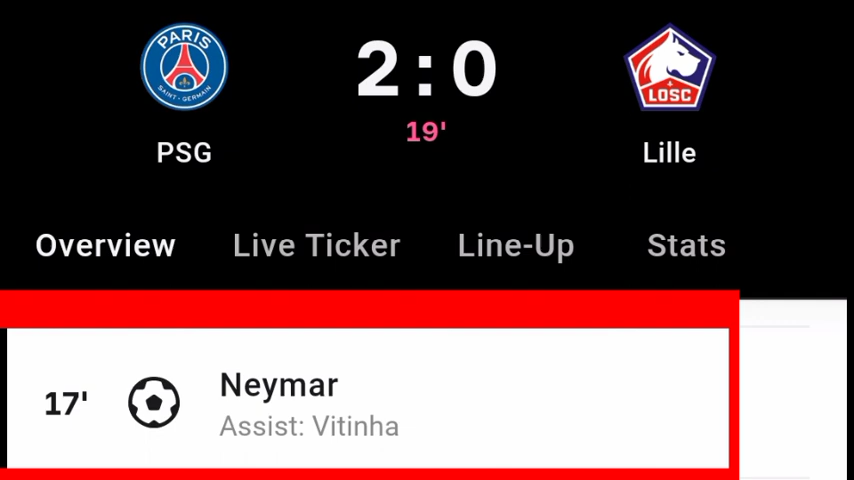 PARIS
SAINT-GERMAIN
2:0
LOSC
19'
PSG
Lille
Overview
Live Ticker
Line-Up
Stats
17'
Neymar
Assist: Vitinha